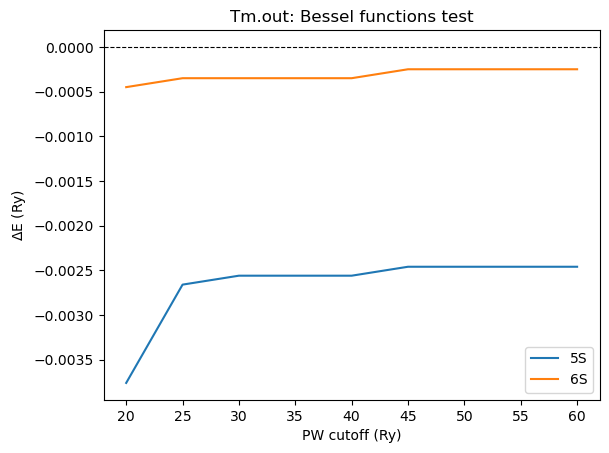 Tm.out: Bessel functions test
0.0000
−0.0005
−0.0010
−0.0015
−0.0020
−0.0025
−0.0030
−0.0035
ΔE (Ry)
5S
6S
20 25 30 35 40 45 50 55 60
PW cutoff (Ry)